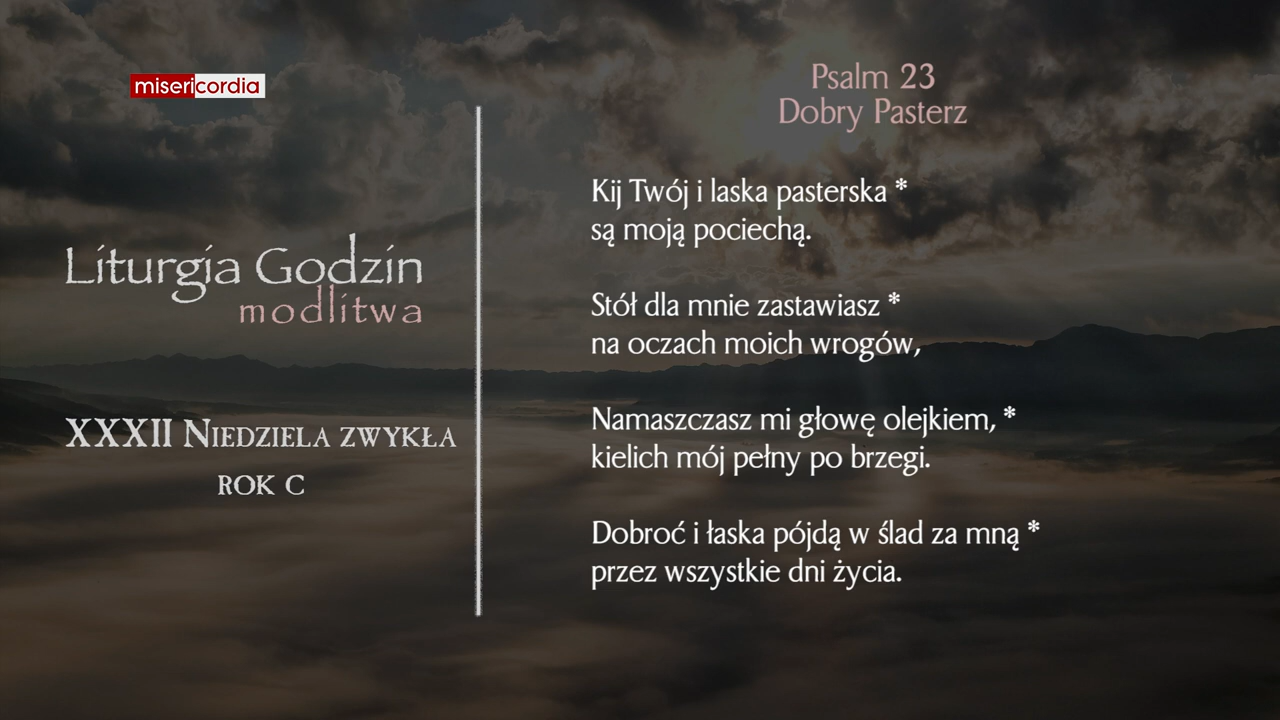 misericordia
Liturgia Godzin
modlitwa
XXXII Niedziela zwykła
rok C
Psalm 23
Dobry Pasterz
Kij Twój i laska pasterska *
są moją pociechą.
Stół dla mnie zastawiasz *
na oczach moich wrogów,
Namaszczasz mi głowę olejkiem, *
kielich mój pełny po brzegi.
Dobroć i łaska pójdą w ślad za mną *
przez wszystkie dni życia.